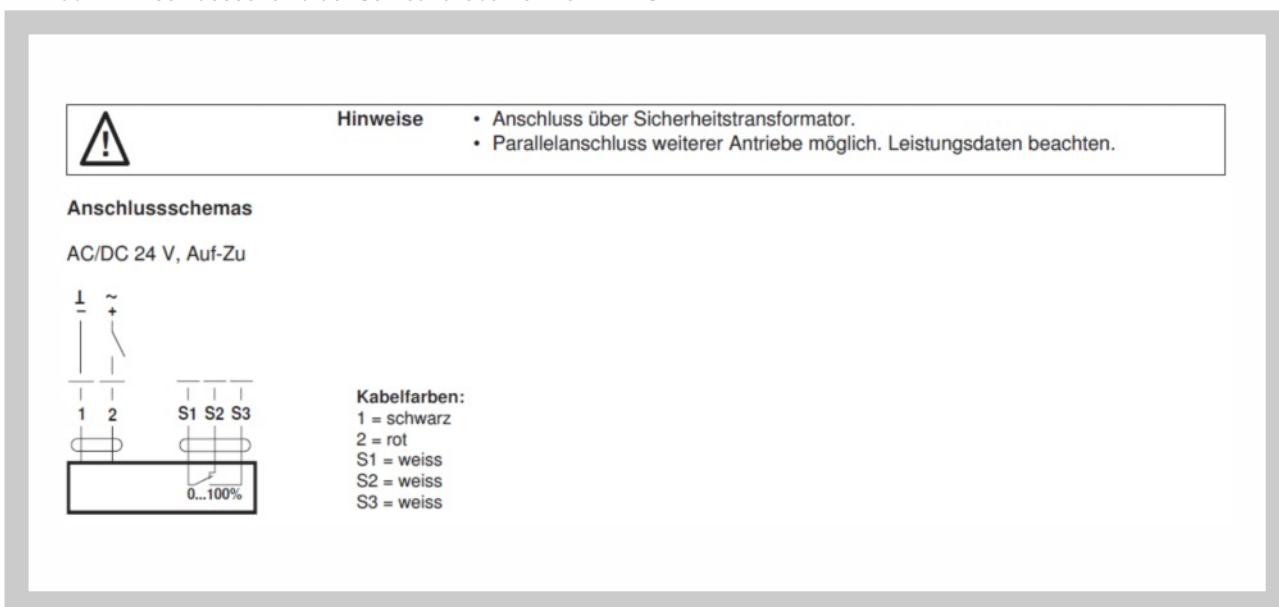 Hinweise
• Anschluss über Sicherheitstransformator.
• Parallelanschluss weiterer Antriebe möglich. Leistungsdaten beachten.
Anschlussschemas
AC/DC 24 V, Auf-Zu
⊥ ~
− +
1 2 S1 S2 S3
0...100%
Kabelfarben:
1 = schwarz
2 = rot
S1 = weiss
S2 = weiss
S3 = weiss